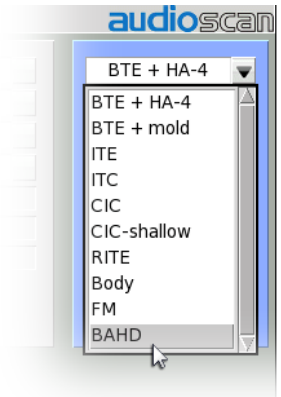 audioscan
BTE + HA-4
BTE + HA-4
BTE + mold
ITE
ITC
CIC
CIC-shallow
RITE
Body
FM
BAHD